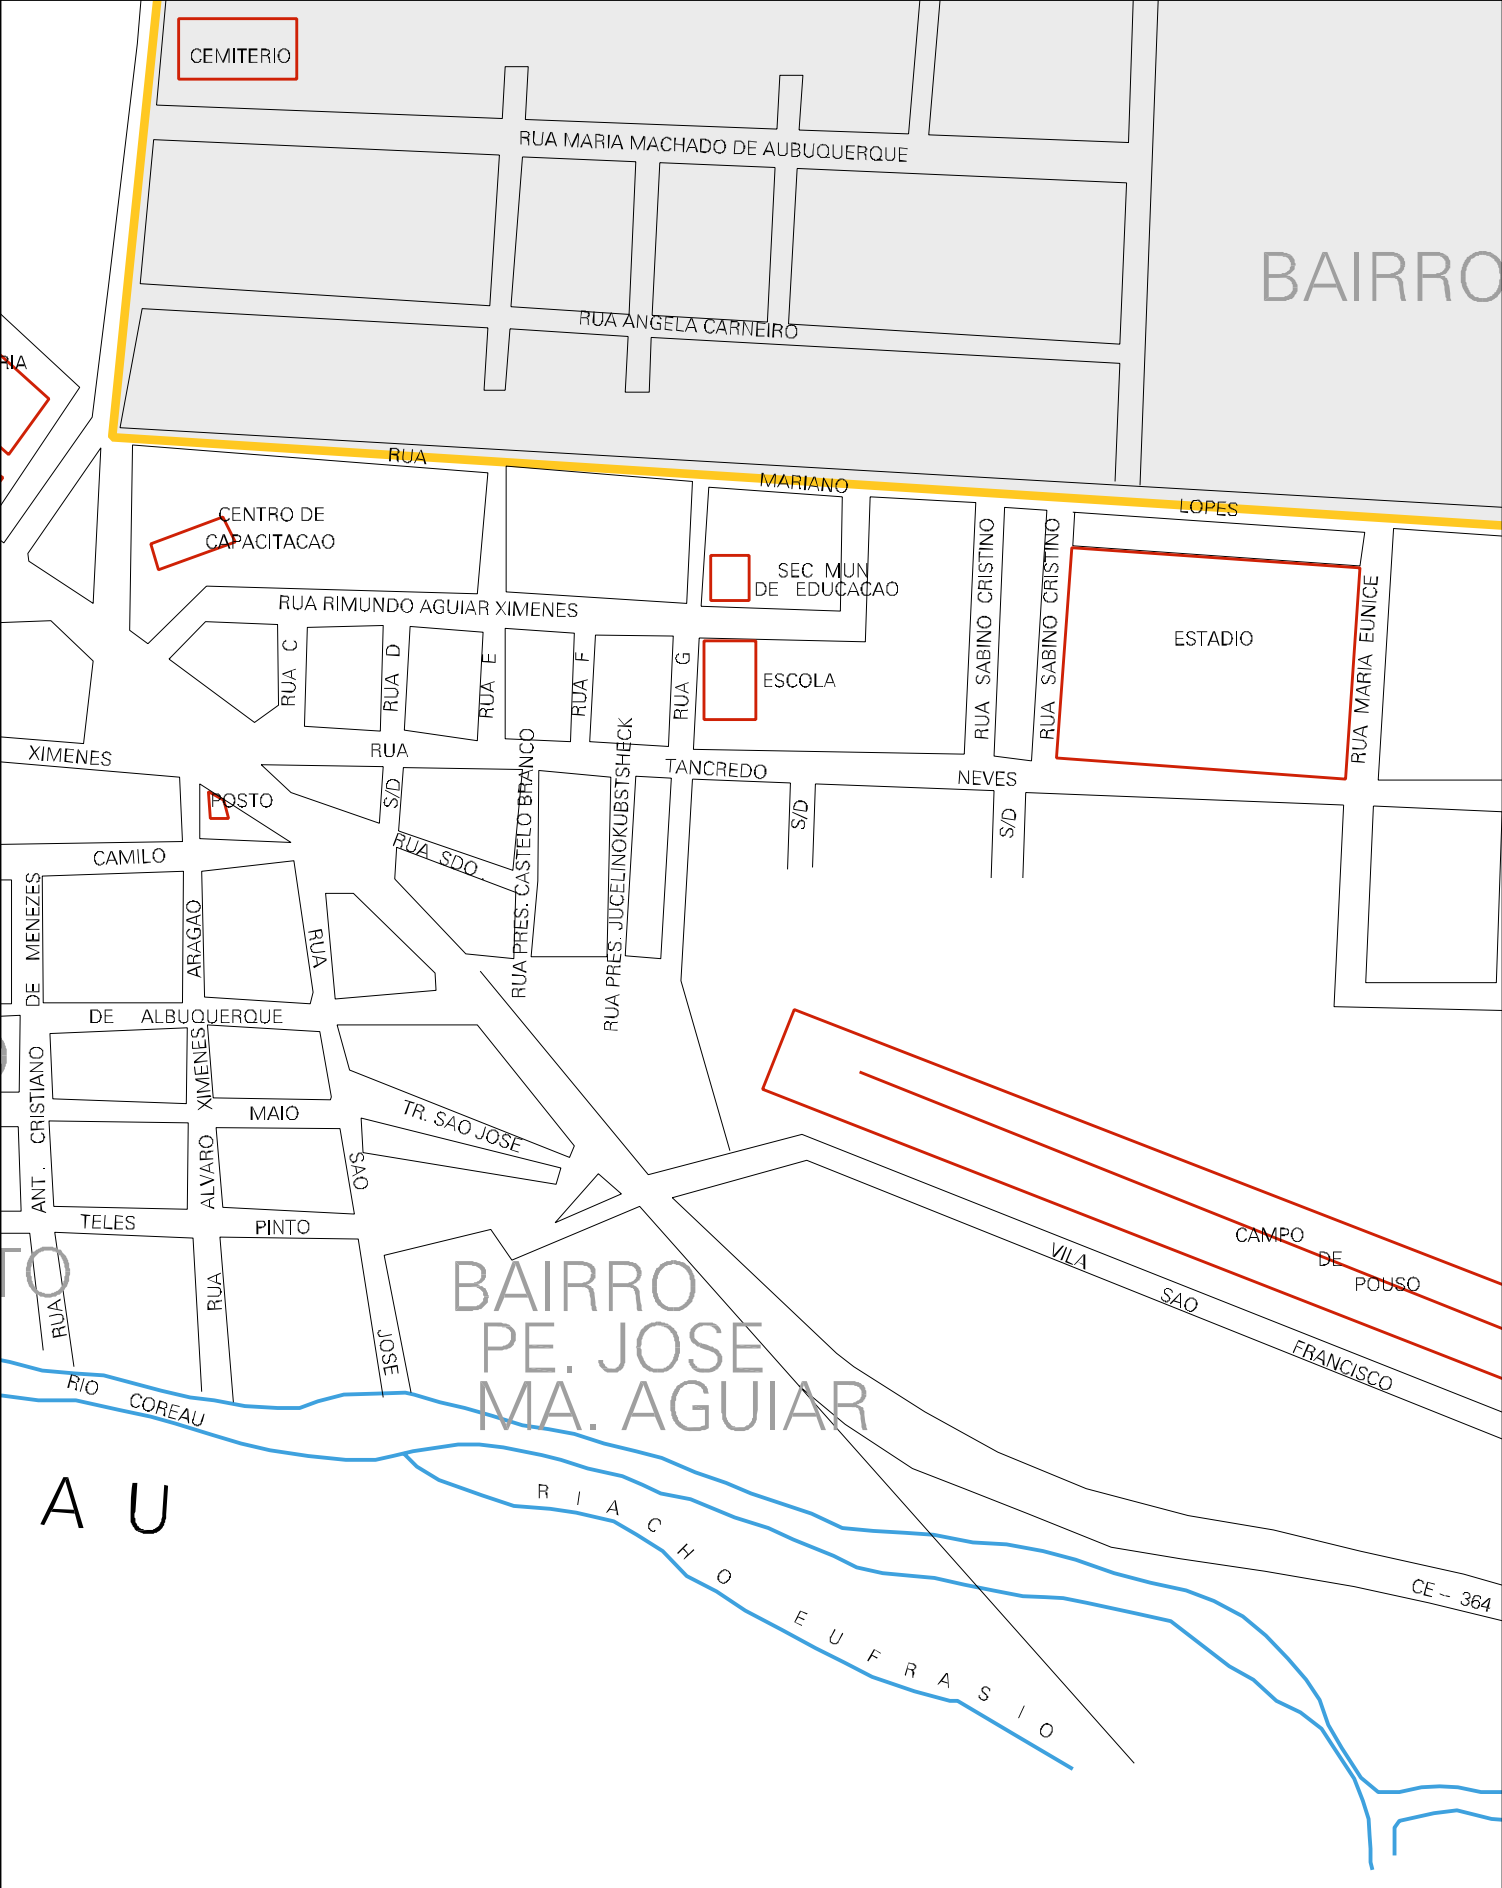 CEMITERIO
RUA MARIA MACHADO DE AUBUQUERQUE
BAIRRO
RUA ANGELA CARNEIRO
RIA
RUA MARIANO LOPES
CENTRO DE
CAPACITACAO
SEC MUN
DE EDUCACAO
RUA SABINO CRISTINO
RUA SABINO CRISTINO
ESTADIO
RUA MARIA EUNICE
RUA RIMUNDO AGUIAR XIMENES
RUA C
RUA D
RUA E
RUA F
RUA G
ESCOLA
XIMENES
RUA TANCREDO NEVES
POSTO
S/D
S/D
S/D
RUA SDO.
RUA PRES. CASTELO BRANCO
RUA PRES. JUCELINOKUBSTSHECK
CAMILO
DE MENEZES
ARAGAO
RUA
DE ALBUQUERQUE
ANT. CRISTIANO
XIMENES
MAIO
TR. SAO JOSE
ALVARO
SAO
TELES PINTO
CAMPO
DE
POUSO
VILA SAO FRANCISCO
TO
BAIRRO
PE. JOSE
MA. AGUIAR
RUA
RUA
JOSE
RIO COREAU
A U
RIACHO EUFRASIO
CE-- 364